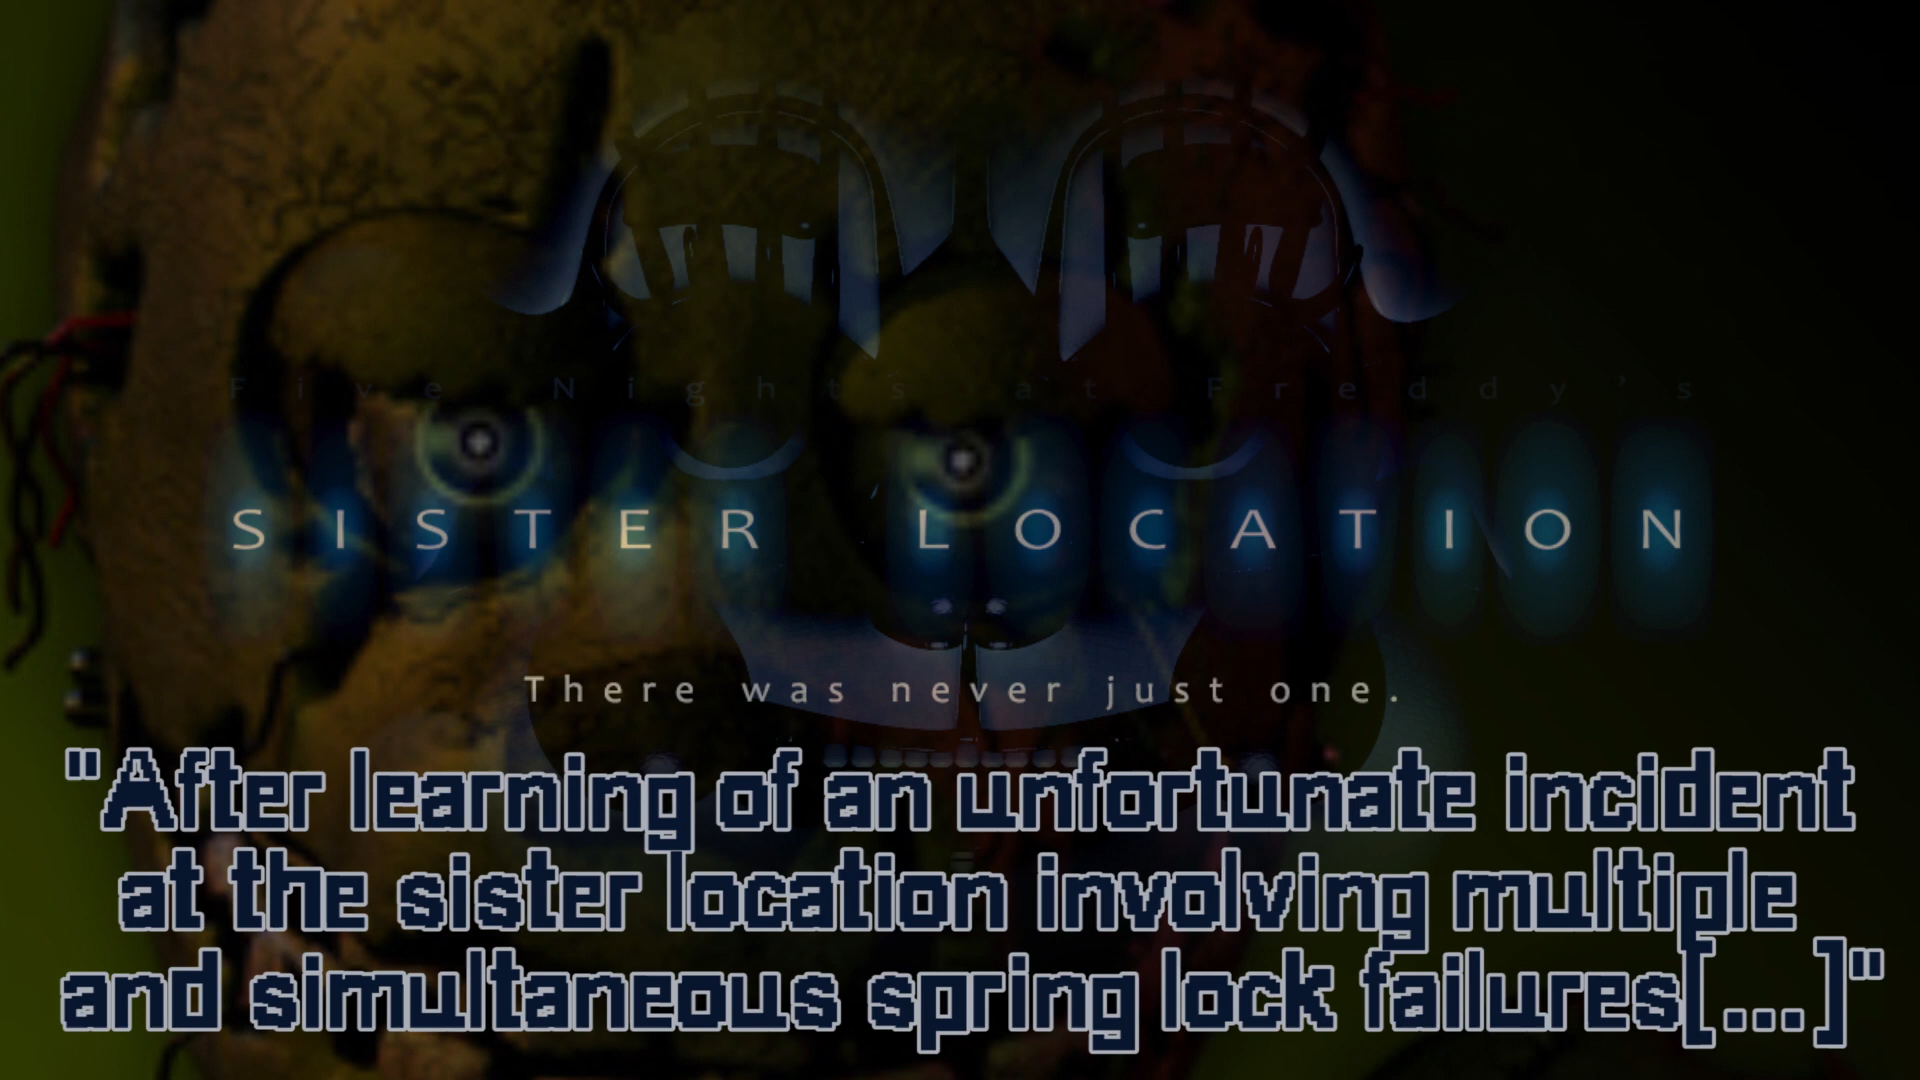 Five Nights at Freddy's
SISTER LOCATION
There was never just one.
"After learning of an unfortunate incident
at the sister location involving multiple
and simultaneous spring lock failures[...]"